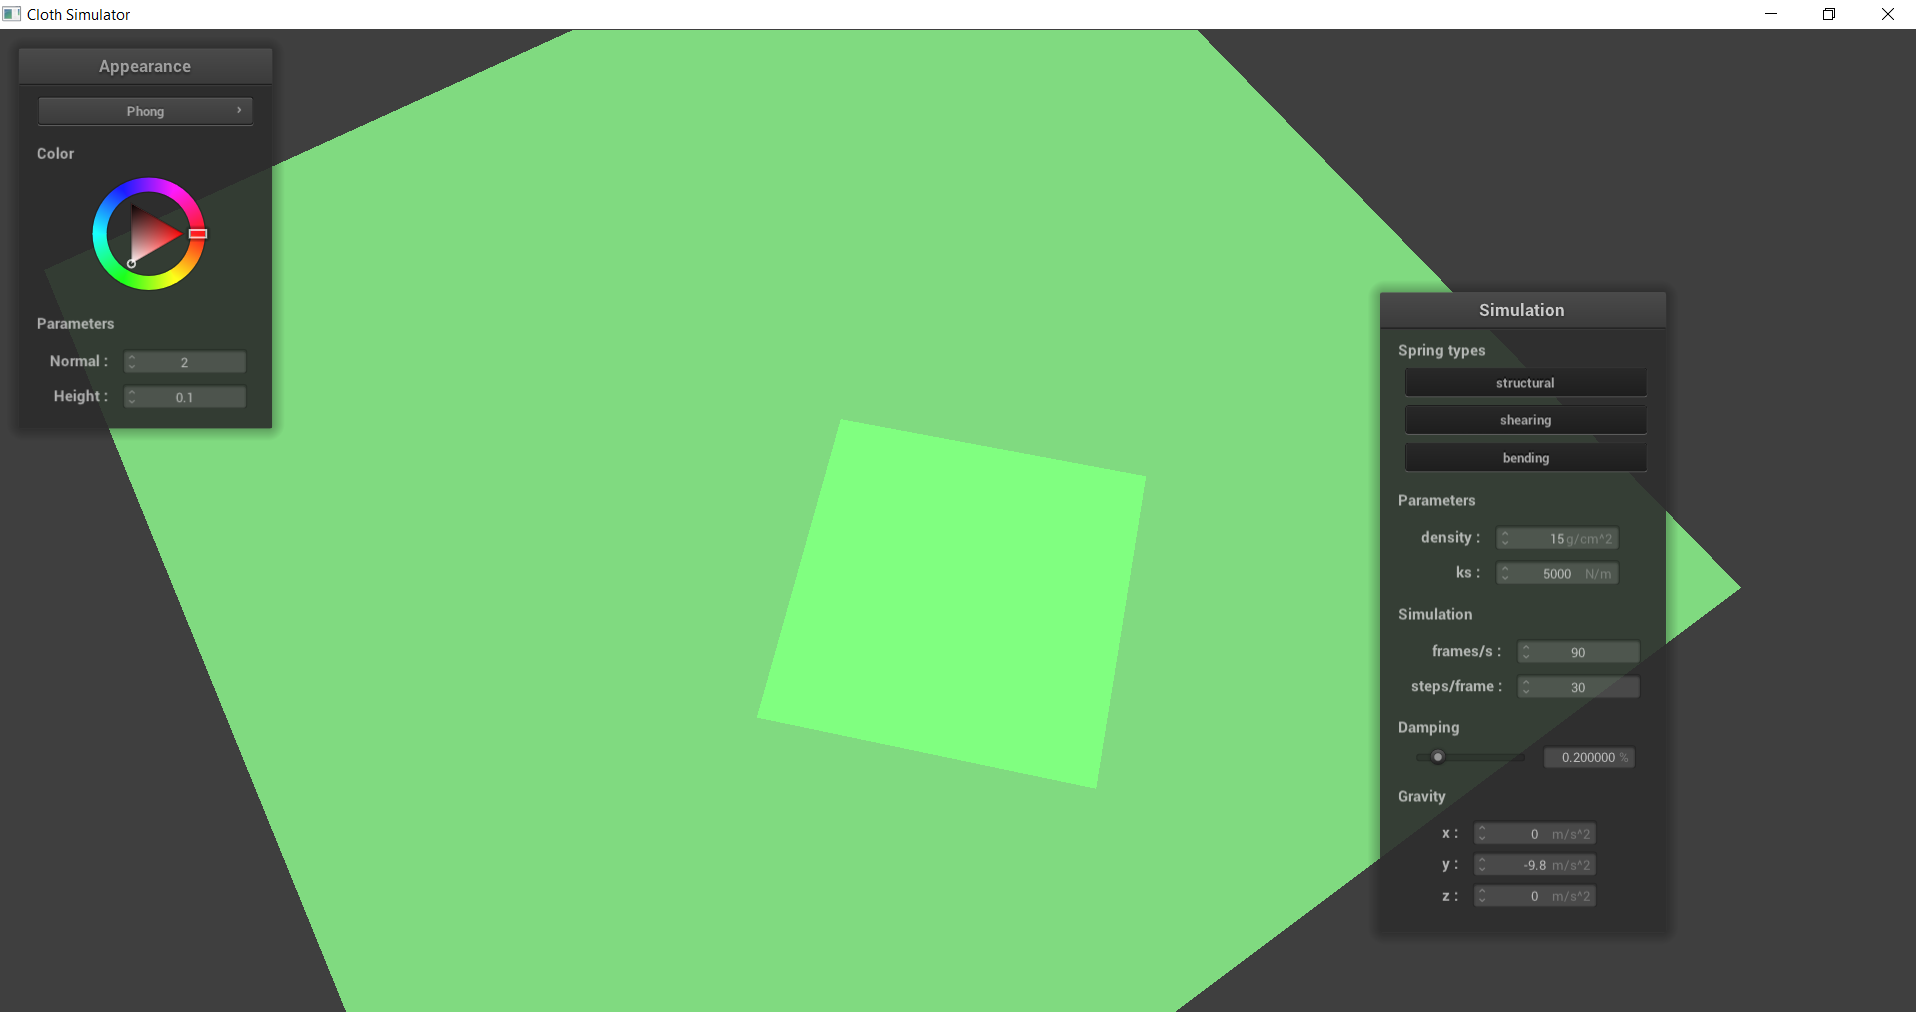 Cloth Simulator
Appearance
Phong
Color
Parameters
Normal : 2
Height : 0.1
Simulation
Spring types
structural
shearing
bending
Parameters
density : 15 g/cm^2
ks : 5000 N/m
Simulation
frames/s : 90
steps/frame : 30
Damping
0.200000 %
Gravity
x : 0 m/s^2
y : -9.8 m/s^2
z : 0 m/s^2